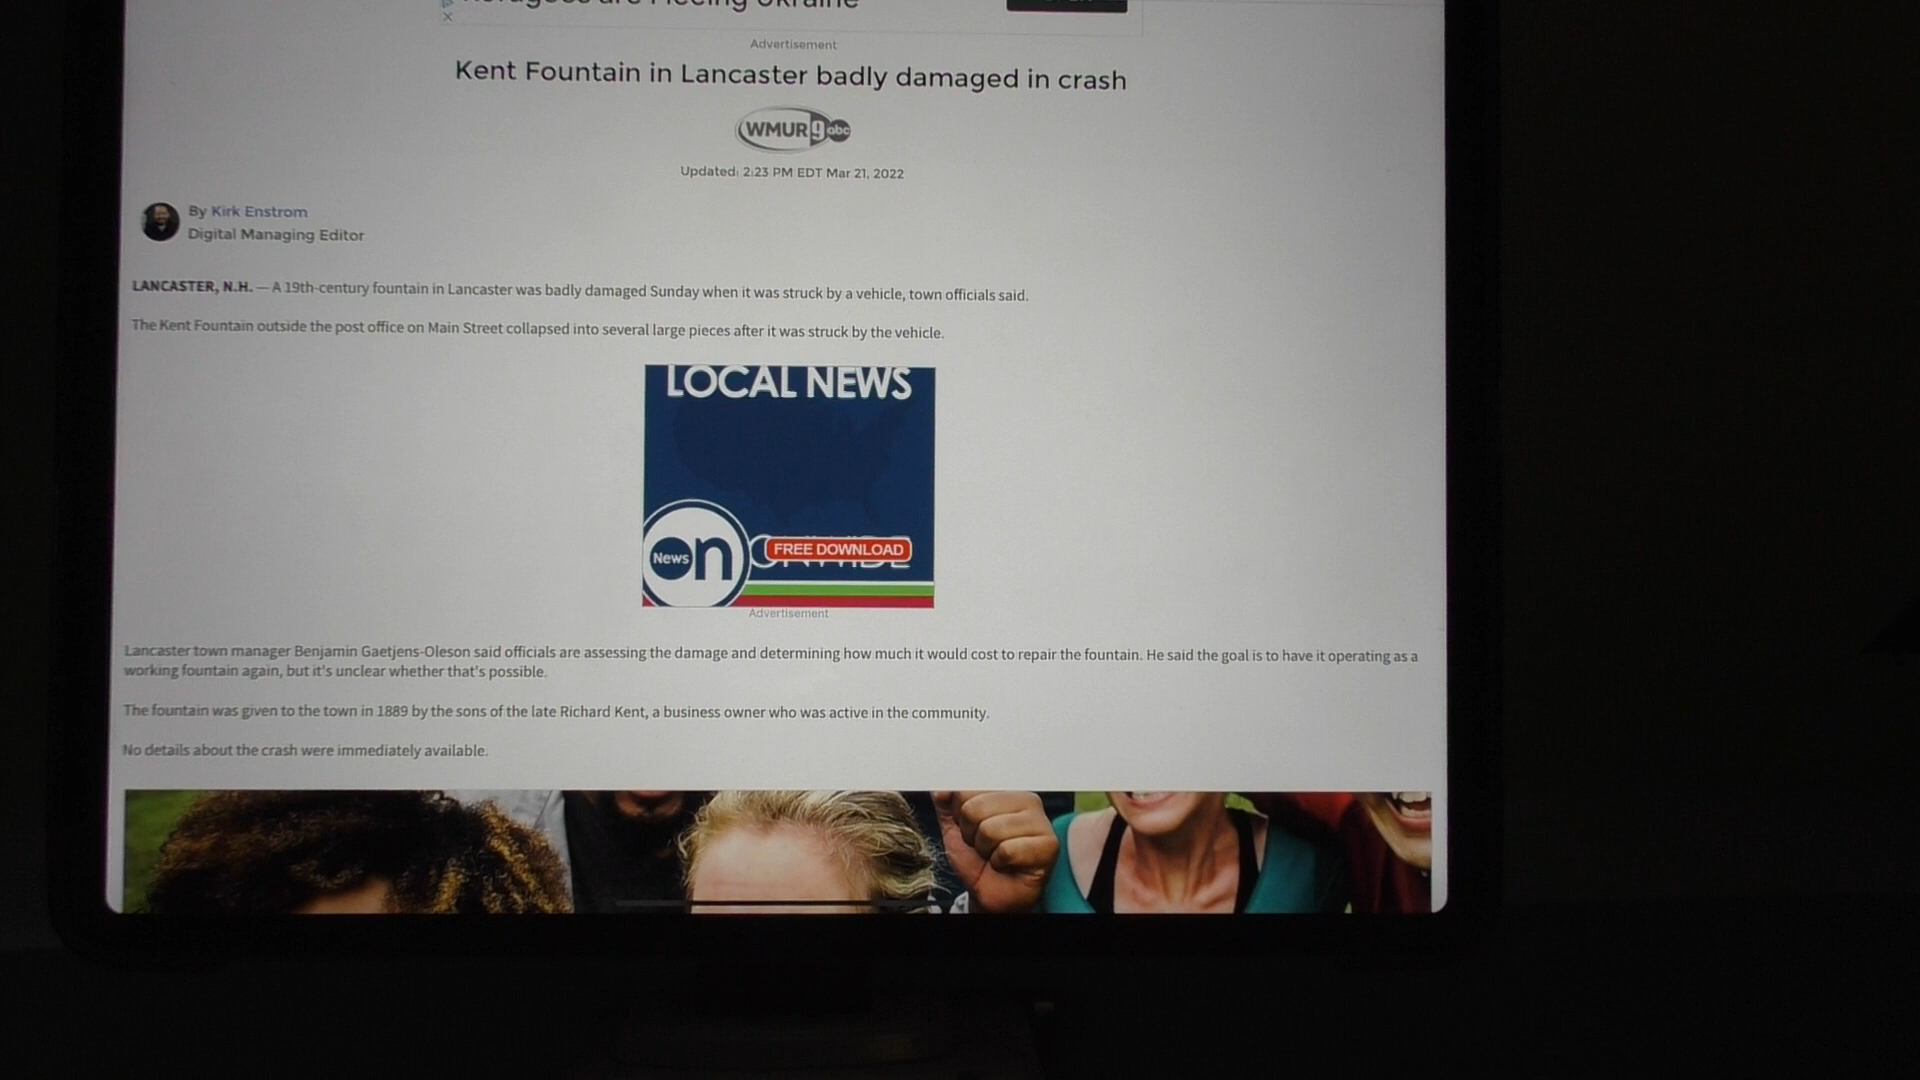 Refugees are Fleeing Ukraine
Advertisement
Kent Fountain in Lancaster badly damaged in crash
WMUR 9 abc
Updated: 2:23 PM EDT Mar 21, 2022
By Kirk Enstrom
Digital Managing Editor
LANCASTER, N.H. — A 19th-century fountain in Lancaster was badly damaged Sunday when it was struck by a vehicle, town officials said.
The Kent Fountain outside the post office on Main Street collapsed into several large pieces after it was struck by the vehicle.
LOCAL NEWS
News on
FREE DOWNLOAD
Advertisement
Lancaster town manager Benjamin Gaetjens-Oleson said officials are assessing the damage and determining how much it would cost to repair the fountain. He said the goal is to have it operating as a
working fountain again, but it's unclear whether that's possible.
The fountain was given to the town in 1889 by the sons of the late Richard Kent, a business owner who was active in the community.
No details about the crash were immediately available.